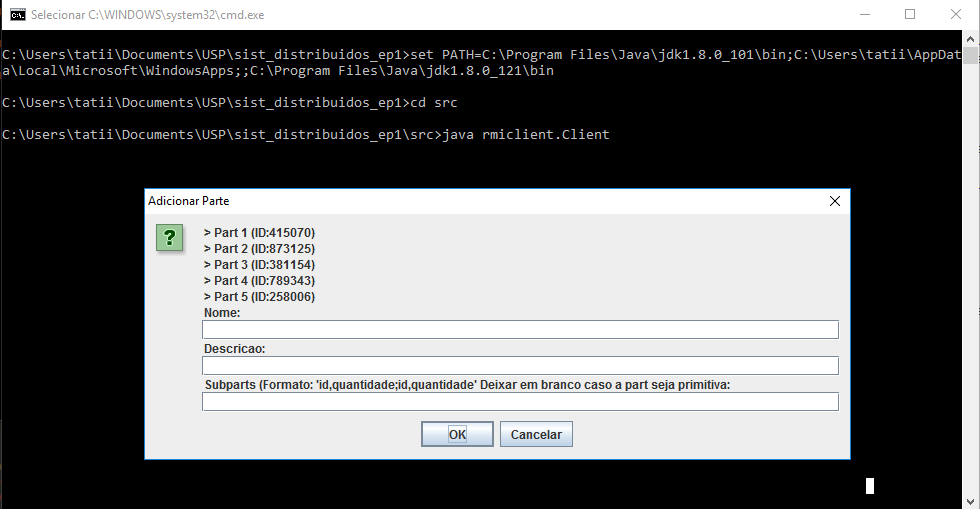 Selecionar C:\WINDOWS\system32\cmd.exe
C:\Users\tatii\Documents\USP\sist_distribuidos_ep1>set PATH=C:\Program Files\Java\jdk1.8.0_101\bin;C:\Users\tatii\AppDat
a\Local\Microsoft\WindowsApps;;C:\Program Files\Java\jdk1.8.0_121\bin
C:\Users\tatii\Documents\USP\sist_distribuidos_ep1>cd src
C:\Users\tatii\Documents\USP\sist_distribuidos_ep1\src>java rmiclient.Client
Adicionar Parte
?
> Part 1 (ID:415070)
> Part 2 (ID:873125)
> Part 3 (ID:381154)
> Part 4 (ID:789343)
> Part 5 (ID:258006)
Nome:
Descricao:
Subparts (Formato: 'id,quantidade;id,quantidade' Deixar em branco caso a part seja primitiva:
OK Cancelar